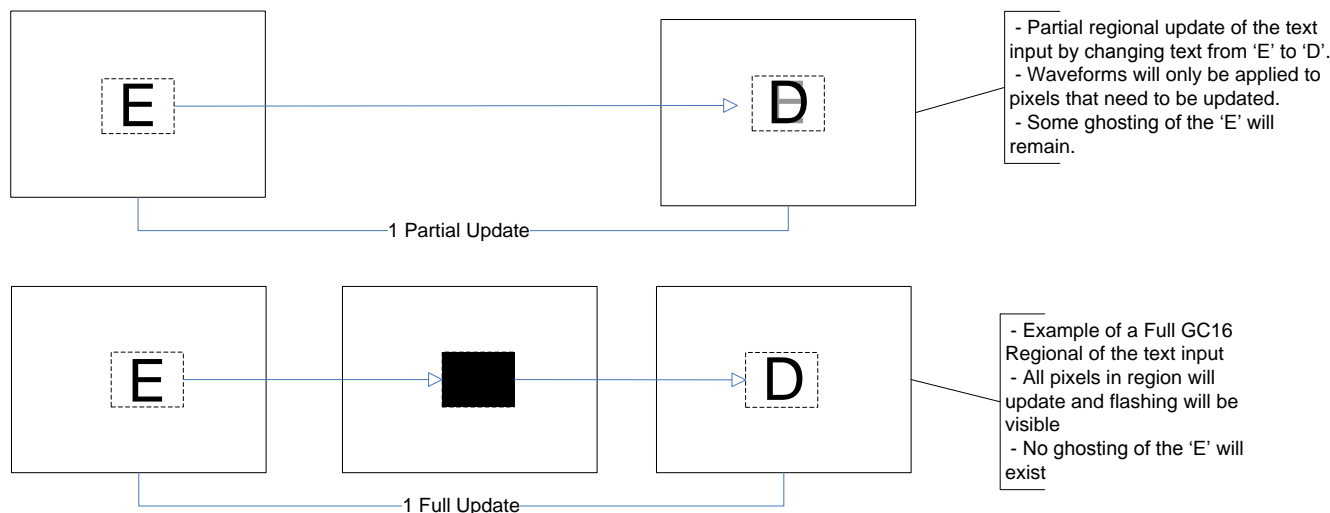 E
D
- Partial regional update of the text
input by changing text from ‘E’ to ‘D’.
- Waveforms will only be applied to
pixels that need to be updated.
- Some ghosting of the ‘E’ will
remain.
1 Partial Update
E
D
- Example of a Full GC16
Regional of the text input
- All pixels in region will
update and flashing will be
visible
- No ghosting of the ‘E’ will
exist
1 Full Update